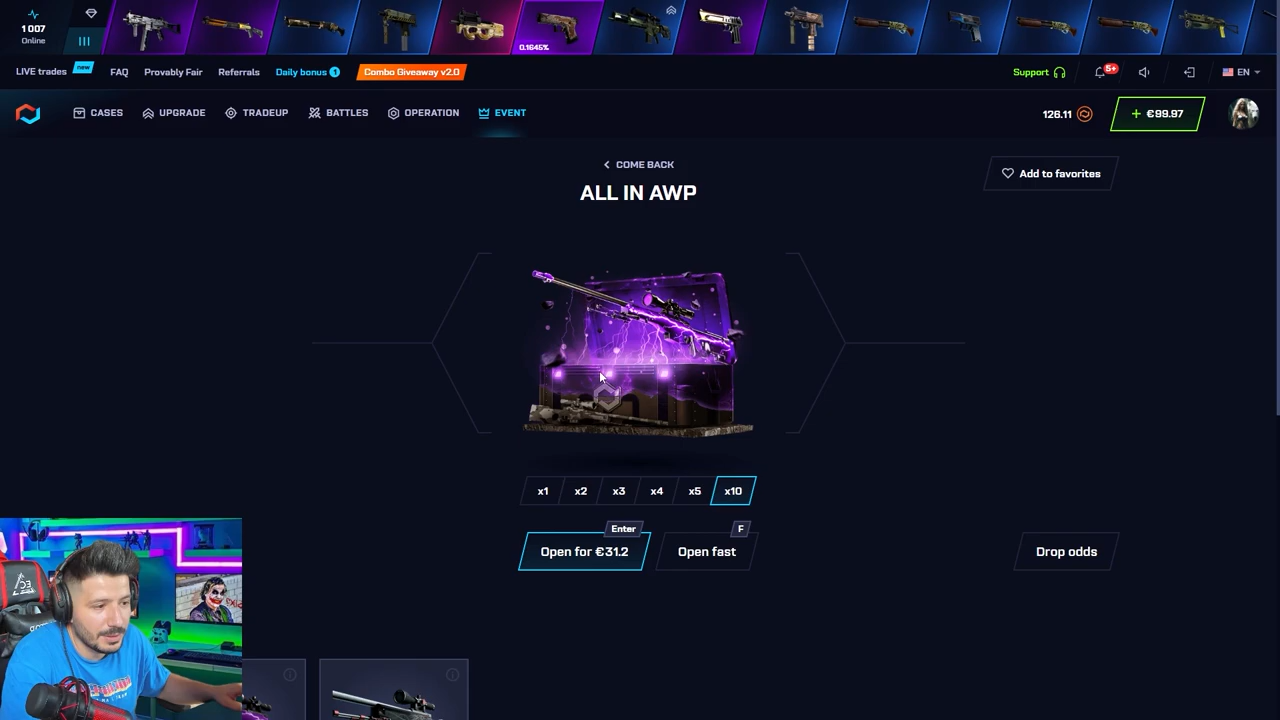 1 007
Online
0.1645%
LIVE trades
new
FAQ
Provably Fair
Referrals
Daily bonus 1
Combo Giveaway v2.0
Support
5+
EN
CASES
UPGRADE
TRADEUP
BATTLES
OPERATION
EVENT
126.11
+ €99.97
COME BACK
ALL IN AWP
Add to favorites
x1
x2
x3
x4
x5
x10
Enter
F
Open for €31.2
Open fast
Drop odds